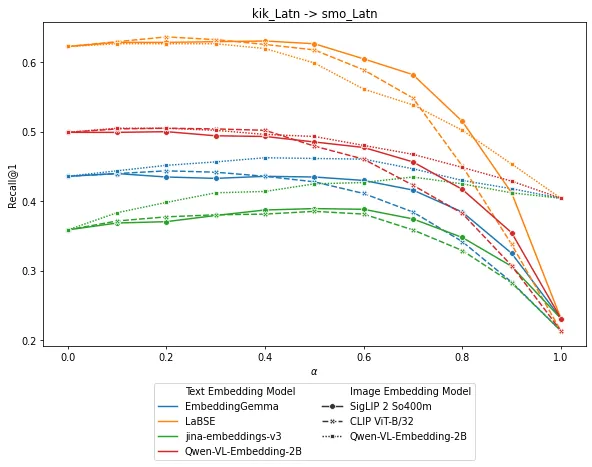 kik_Latn -> smo_Latn
Recall@1
0.6
0.5
0.4
0.3
0.2
0.0 0.2 0.4 0.6 0.8 1.0
α
Text Embedding Model Image Embedding Model
EmbeddingGemma SigLIP 2 So400m
LaBSE CLIP ViT-B/32
jina-embeddings-v3 Qwen-VL-Embedding-2B
Qwen-VL-Embedding-2B